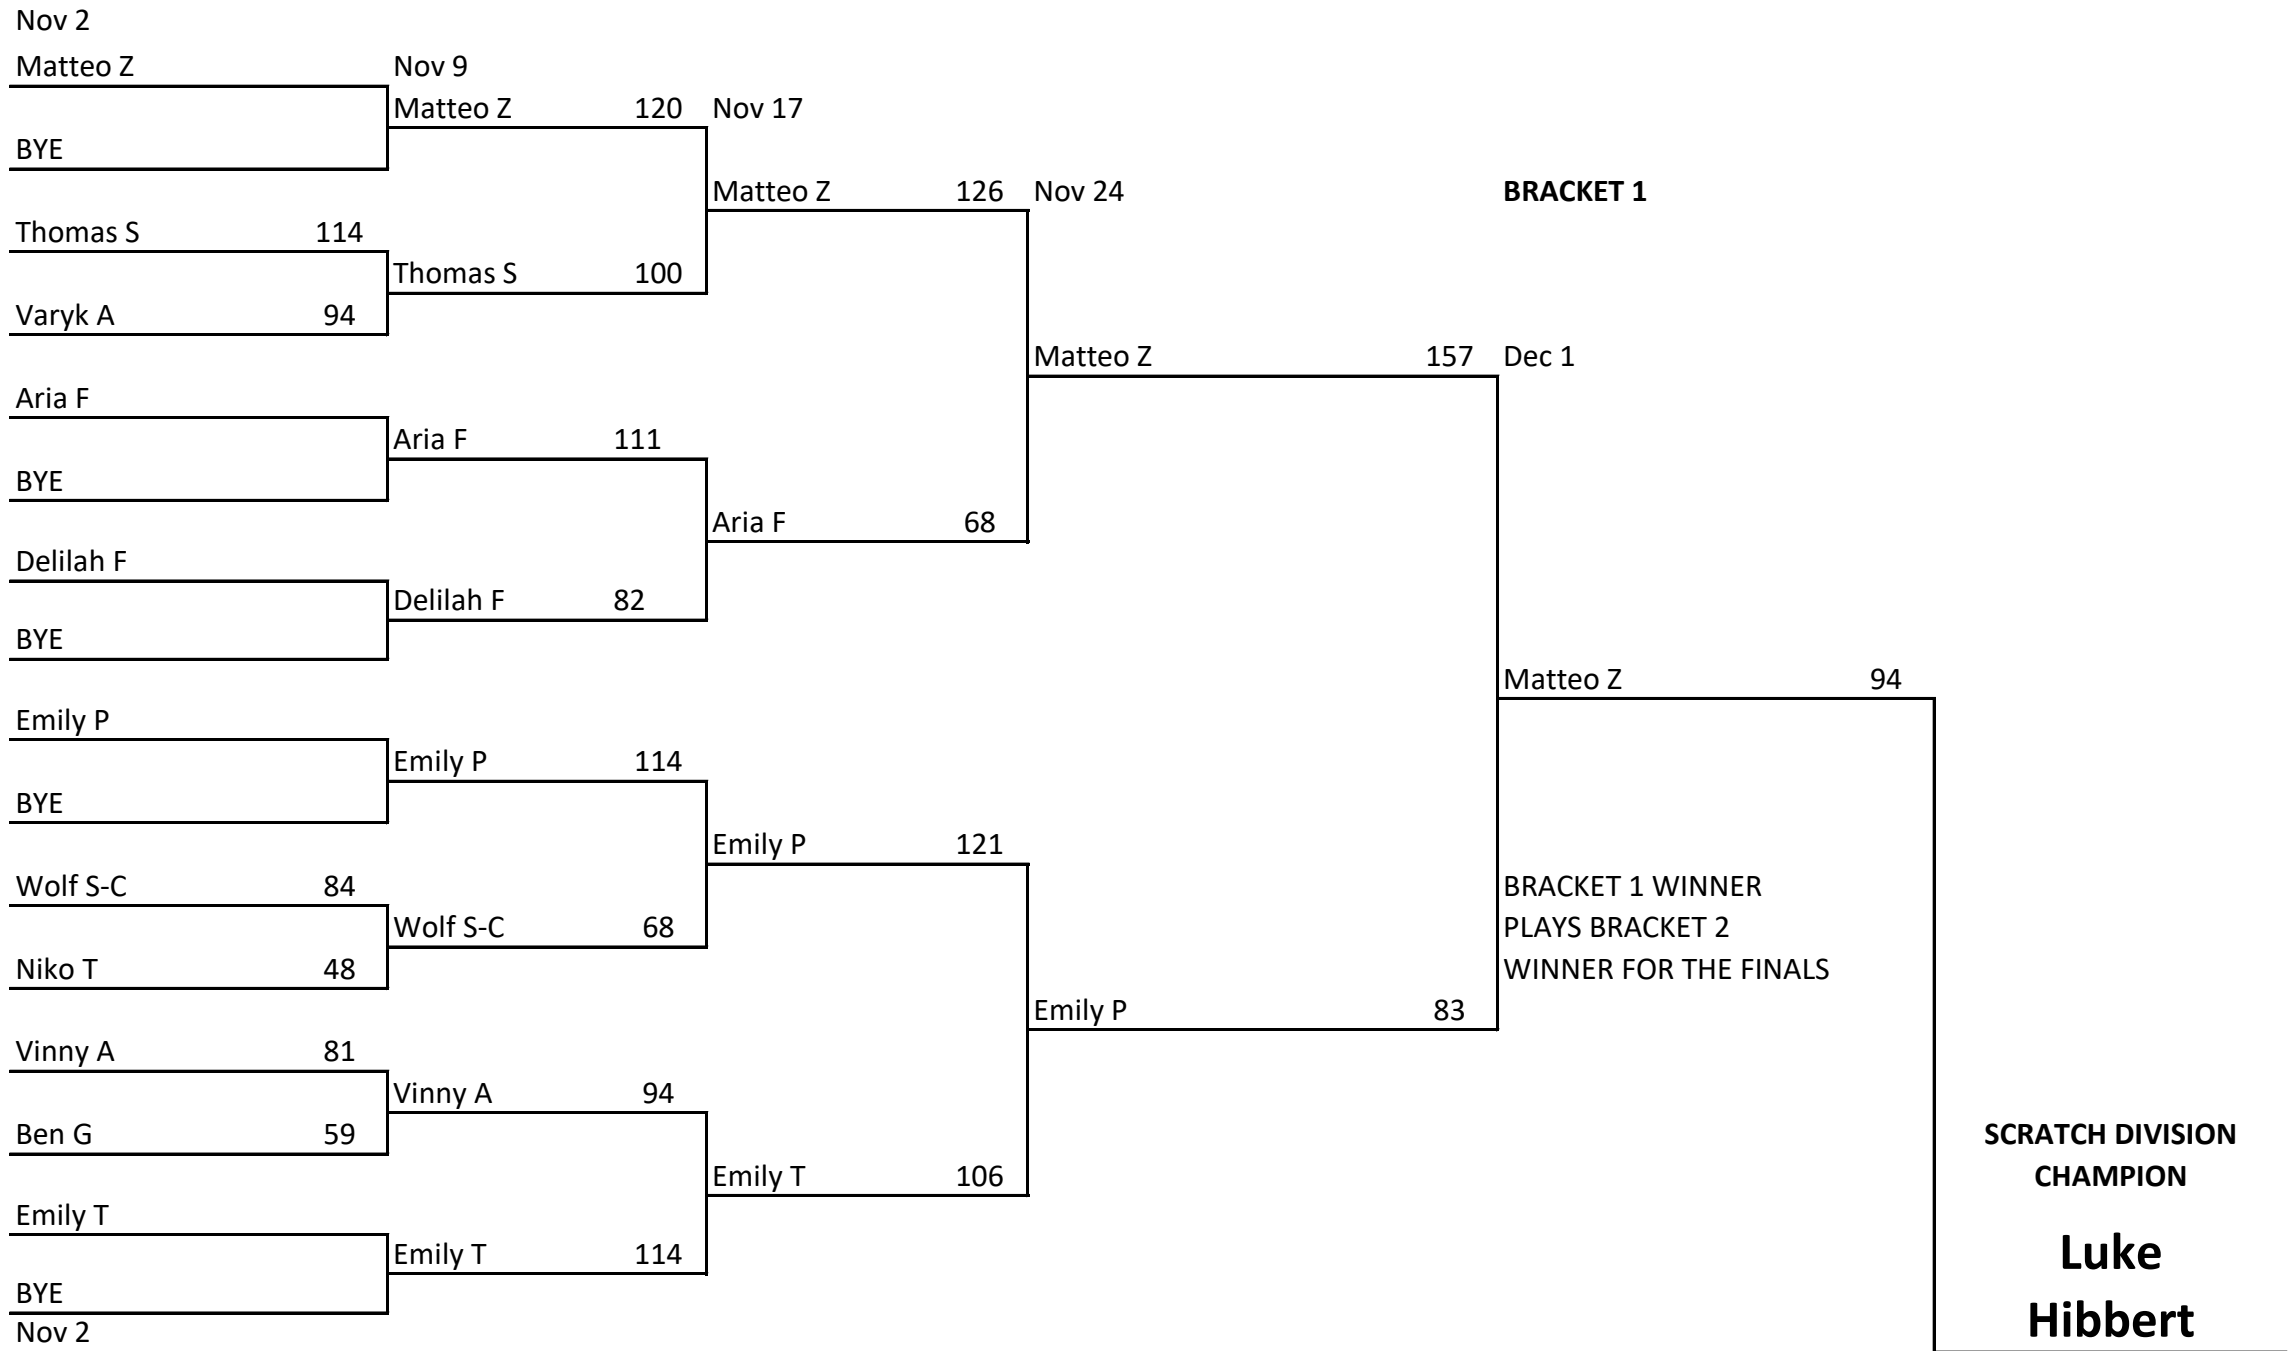 Nov 2
Matteo Z
Nov 9
Matteo Z 120
Nov 17
BYE
Matteo Z 126
Nov 24
BRACKET 1
Thomas S 114
Thomas S 100
Varyk A 94
Matteo Z 157
Dec 1
Aria F
Aria F 111
BYE
Aria F 68
Delilah F
Delilah F 82
BYE
Matteo Z 94
Emily P
Emily P 114
BYE
Emily P 121
Wolf S-C 84
BRACKET 1 WINNER
Wolf S-C 68
PLAYS BRACKET 2
Niko T 48
WINNER FOR THE FINALS
Emily P 83
Vinny A 81
Vinny A 94
Ben G 59
SCRATCH DIVISION
Emily T 106
CHAMPION
Emily T
Emily T 114
Luke
BYE
Hibbert
Nov 2